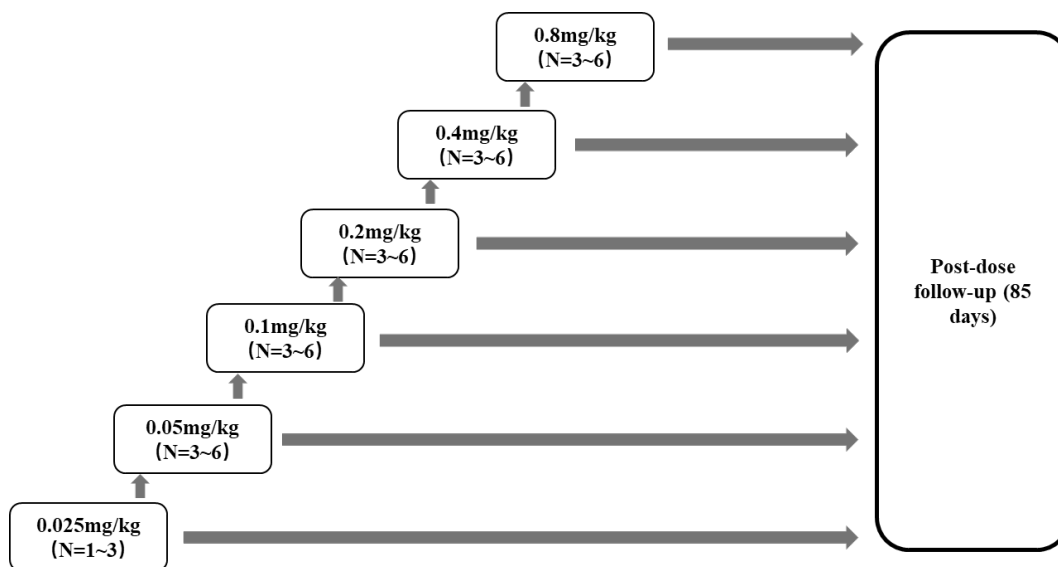 0.8mg/kg
(N=3~6)
0.4mg/kg
(N=3~6)
0.2mg/kg
(N=3~6)
0.1mg/kg
(N=3~6)
0.05mg/kg
(N=3~6)
0.025mg/kg
(N=1~3)
Post-dose
follow-up (85
days)